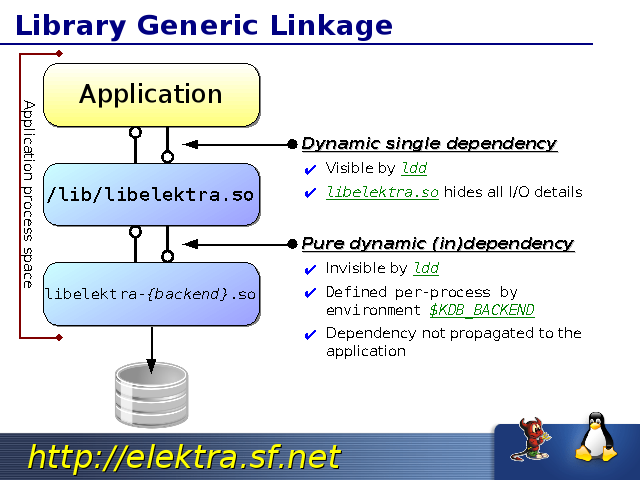 Library Generic Linkage
Application process space
Application
/lib/libelektra.so
libelektra-{backend}.so
Dynamic single dependency
✔ Visible by ldd
✔ libelektra.so hides all I/O details
Pure dynamic (in)dependency
✔ Invisible by ldd
✔ Defined per-process by
environment $KDB_BACKEND
✔ Dependency not propagated to the
application
http://elektra.sf.net